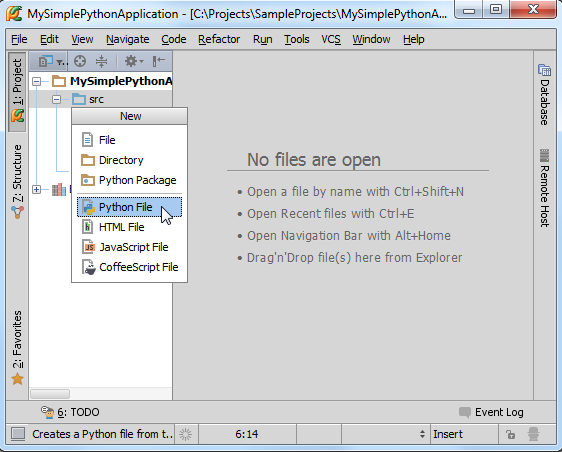 MySimplePythonApplication - [C:\Projects\SampleProjects\MySimplePythonA...
File Edit View Navigate Code Refactor Run Tools VCS Window Help
1: Project
7: Structure
2: Favorites
MySimplePythonA
src
New
File
Directory
Python Package
Python File
HTML File
JavaScript File
CoffeeScript File
No files are open
• Open a file by name with Ctrl+Shift+N
• Open Recent files with Ctrl+E
• Open Navigation Bar with Alt+Home
• Drag'n'Drop file(s) here from Explorer
Database
Remote Host
6: TODO
Event Log
Creates a Python file from t...
6:14
Insert